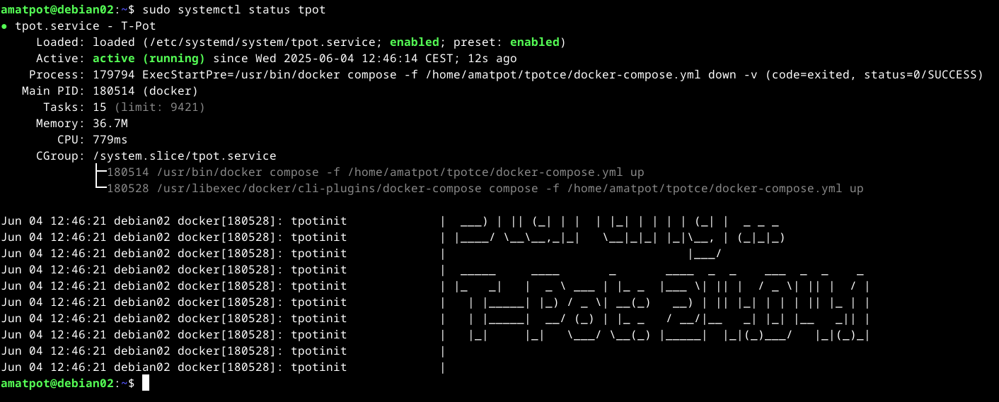 amatpot@debian02:~$ sudo systemctl status tpot
● tpot.service - T-Pot
     Loaded: loaded (/etc/systemd/system/tpot.service; enabled; preset: enabled)
     Active: active (running) since Wed 2025-06-04 12:46:14 CEST; 12s ago
    Process: 179794 ExecStartPre=/usr/bin/docker compose -f /home/amatpot/tpotce/docker-compose.yml down -v (code=exited, status=0/SUCCESS)
   Main PID: 180514 (docker)
      Tasks: 15 (limit: 9421)
     Memory: 36.7M
        CPU: 779ms
     CGroup: /system.slice/tpot.service
             ├─180514 /usr/bin/docker compose -f /home/amatpot/tpotce/docker-compose.yml up
             └─180528 /usr/libexec/docker/cli-plugins/docker-compose compose -f /home/amatpot/tpotce/docker-compose.yml up

Jun 04 12:46:21 debian02 docker[180528]: tpotinit             |  ___) | || (_| | |  | |_| | | | | (_| |  _ _ _
Jun 04 12:46:21 debian02 docker[180528]: tpotinit             | |____/ \__\__,_|_|   \__|_|_| |_|\__, | (_|_|_)
Jun 04 12:46:21 debian02 docker[180528]: tpotinit             |                                  |___/
Jun 04 12:46:21 debian02 docker[180528]: tpotinit             |  _____     ____       _       ____  _  _    ___  _  _    _
Jun 04 12:46:21 debian02 docker[180528]: tpotinit             | |_   _|   |  _ \ ___ | |_ _  |___ \| || |  / _ \| || |  / |
Jun 04 12:46:21 debian02 docker[180528]: tpotinit             |   | |_____| |_) / _ \| __(_)   __) | || |_| | | | || |_ | |
Jun 04 12:46:21 debian02 docker[180528]: tpotinit             |   | |_____|  __/ (_) | |_ _   / __/|__   _| |_| |__   _|| |
Jun 04 12:46:21 debian02 docker[180528]: tpotinit             |   |_|     |_|   \___/ \__(_) |_____|  |_|(_)___/   |_|(_)_|
Jun 04 12:46:21 debian02 docker[180528]: tpotinit             |
Jun 04 12:46:21 debian02 docker[180528]: tpotinit             |
amatpot@debian02:~$